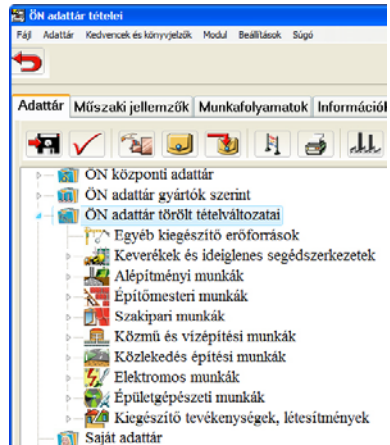 ÖN adattár tételei
Fájl Adattár Kedvencek és könyvjelzők Modul Beállítások Súgó
Adattár Műszaki jellemzők Munkafolyamatok Információk
ÖN központi adattár
ÖN adattár gyártók szerint
ÖN adattár törölt tételváltozatai
Egyéb kiegészítő erőforrások
Keverékek és ideiglenes segédszerkezetek
Alépítményi munkák
Építőmesteri munkák
Szakipari munkák
Közmű és vízépítési munkák
Közlekedés építési munkák
Elektromos munkák
Épületgépészeti munkák
Kiegészítő tevékenységek, létesítmények
Saját adattár